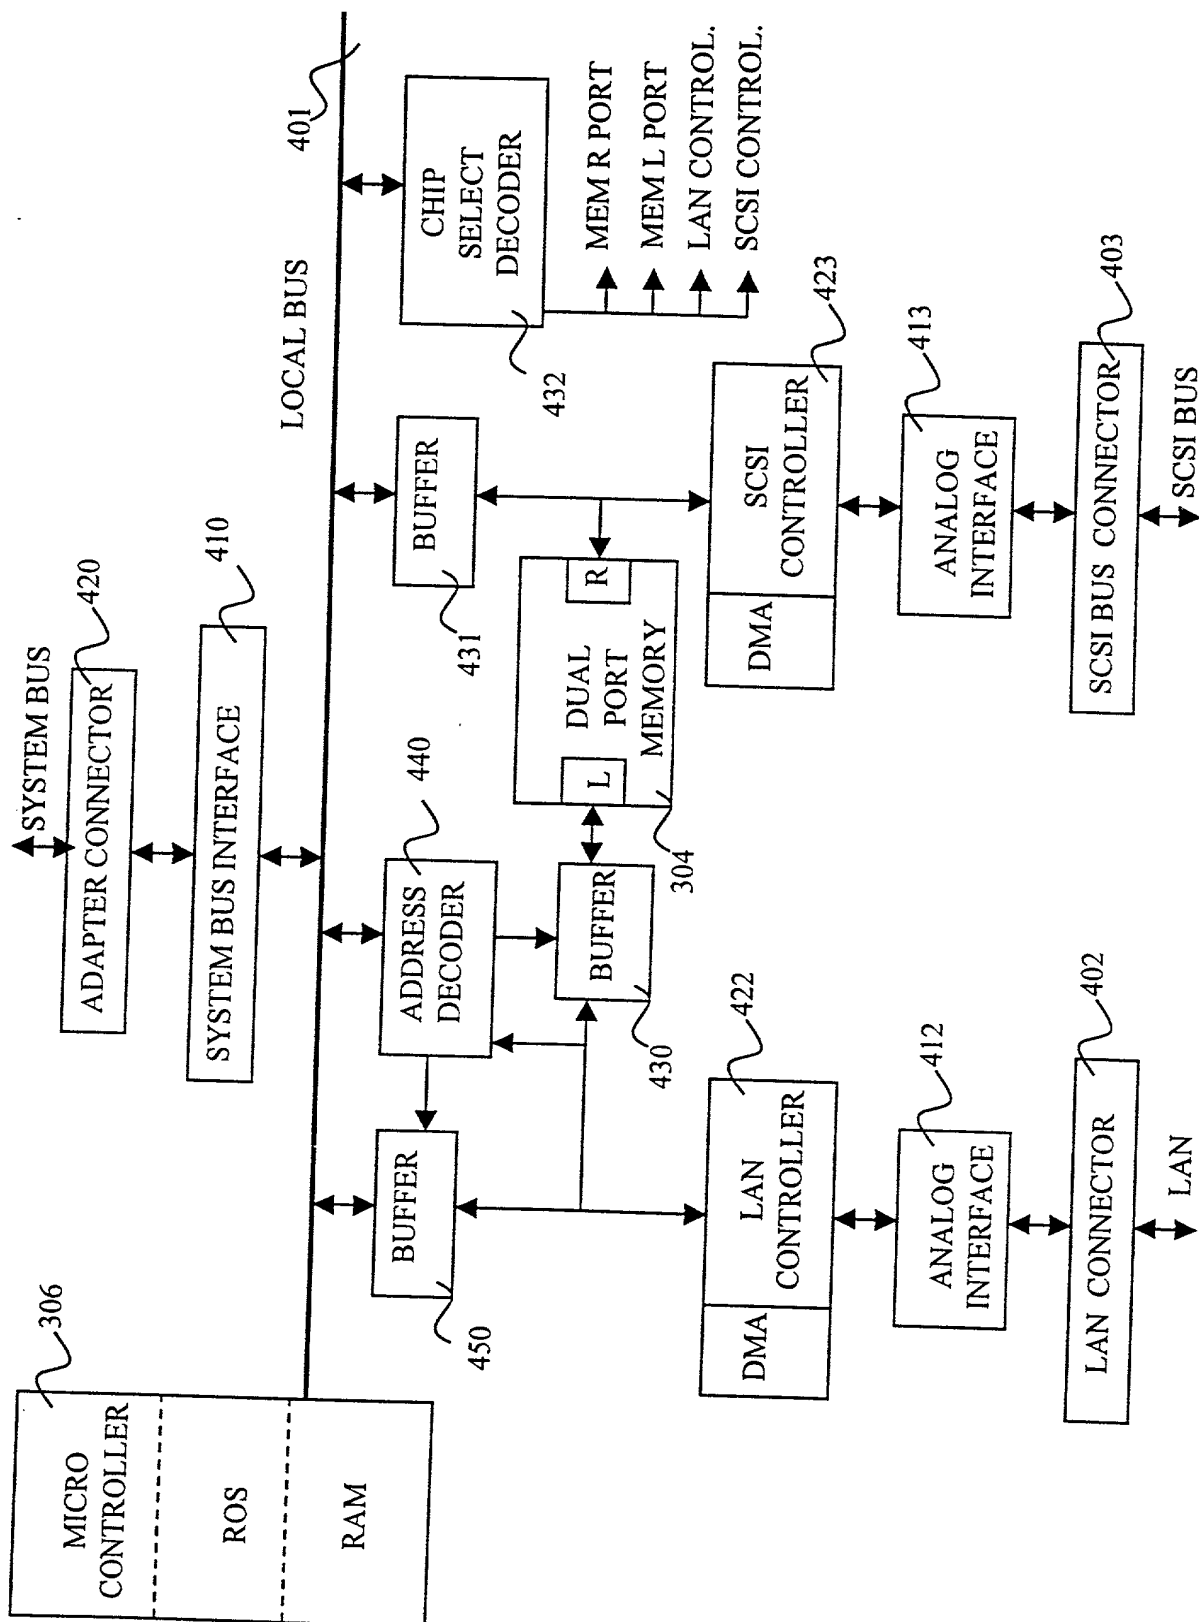 SYSTEM BUS
ADAPTER CONNECTOR
420
SYSTEM BUS INTERFACE
410
MICRO
CONTROLLER
ROS
RAM
306
LOCAL BUS
401
BUFFER
450
ADDRESS
DECODER
440
BUFFER
431
CHIP
SELECT
DECODER
432
MEM R PORT
MEM L PORT
LAN CONTROL.
SCSI CONTROL.
BUFFER
430
L
DUAL
PORT
MEMORY
R
304
DMA
LAN
CONTROLLER
422
DMA
SCSI
CONTROLLER
423
ANALOG
INTERFACE
412
ANALOG
INTERFACE
413
LAN CONNECTOR
402
SCSI BUS CONNECTOR
403
LAN
SCSI BUS